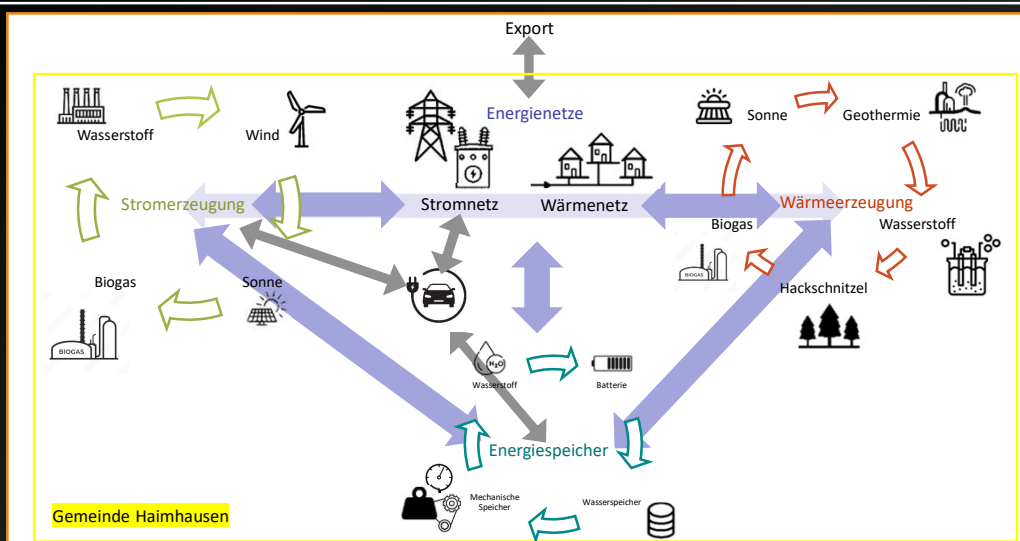 Export
Energienetze
Wasserstoff
Wind
Sonne
Geothermie
Stromerzeugung
Stromnetz
Wärmenetz
Wärmeerzeugung
Biogas
Wasserstoff
BIOGAS
Hackschnitzel
Biogas
Sonne
BIOGAS
H₂O
Wasserstoff
Batterie
Energiespeicher
Mechanische
Speicher
Wasserspeicher
Gemeinde Haimhausen